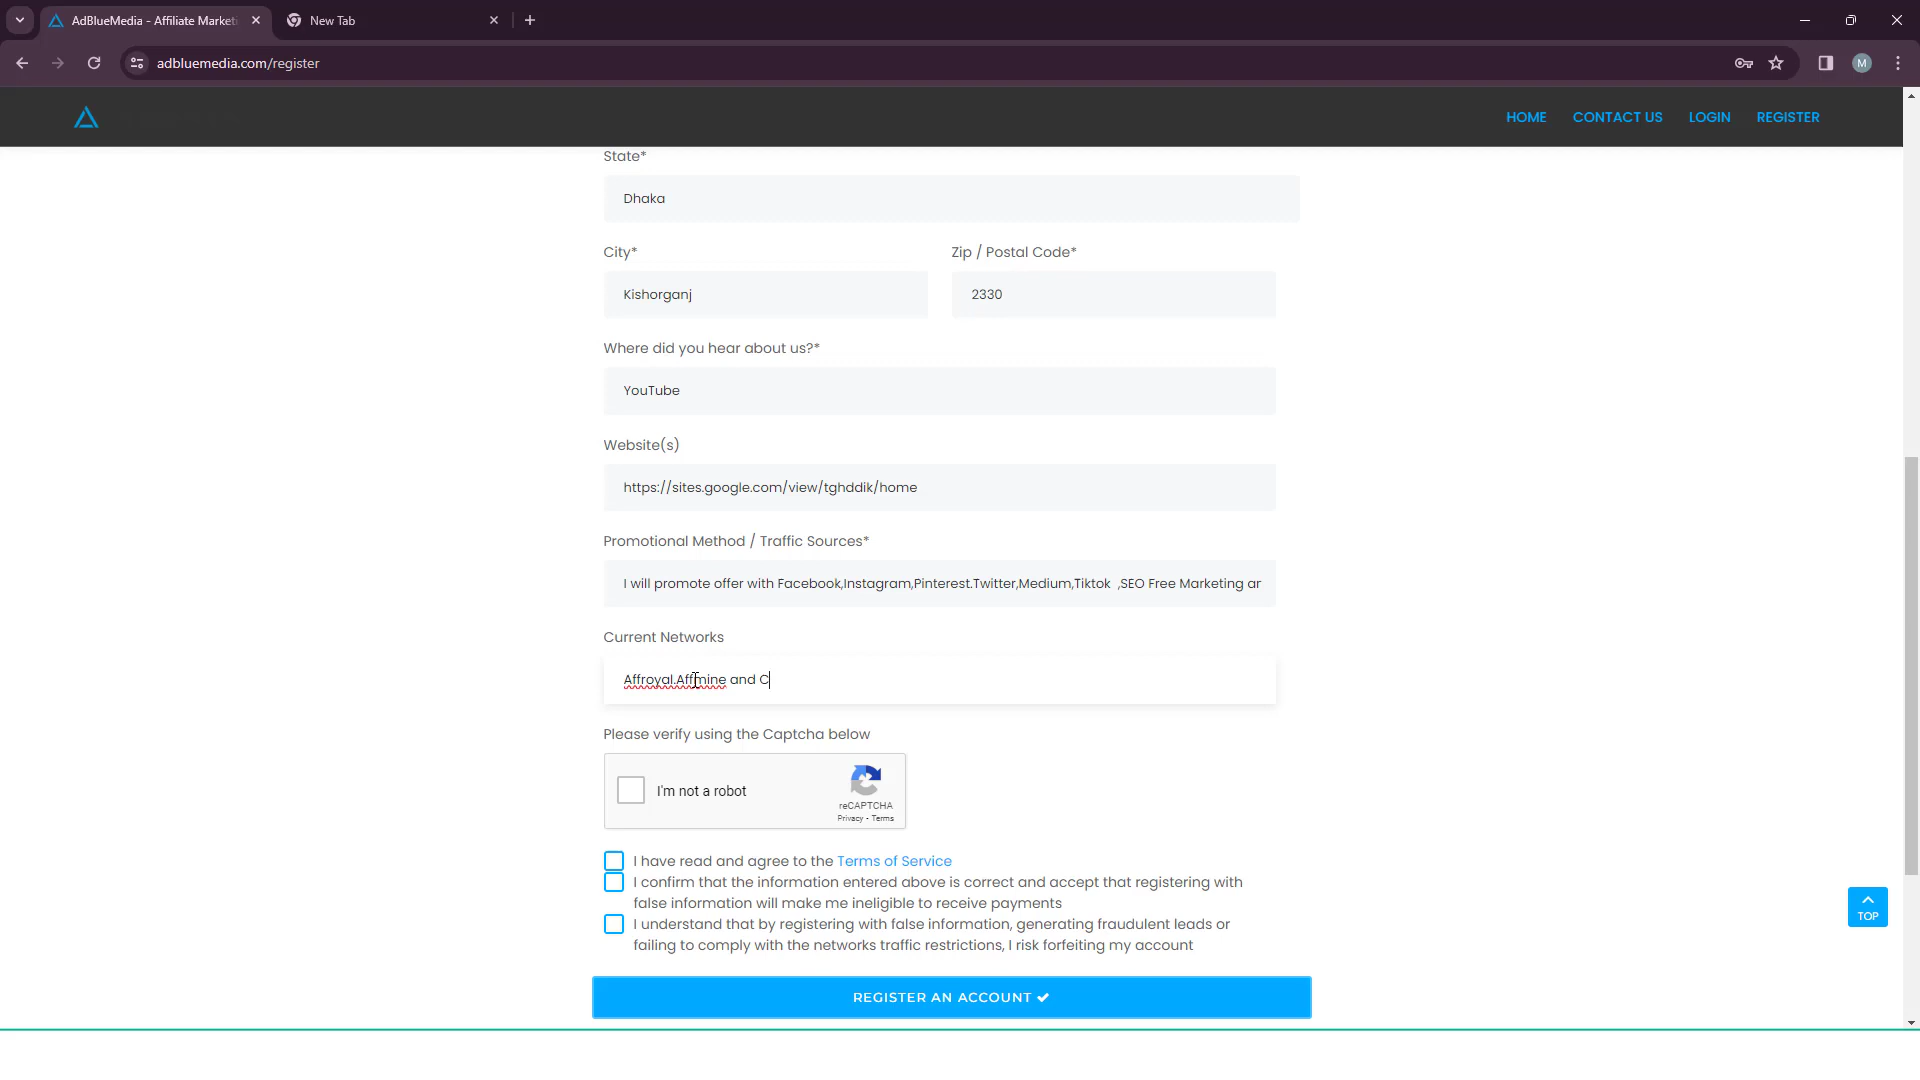 AdBlueMedia - Affiliate Marketi
New Tab
adbluemedia.com/register
M
HOME
CONTACT US
LOGIN
REGISTER
State*
Dhaka
City*
Zip / Postal Code*
Kishorganj
2330
Where did you hear about us?*
YouTube
Website(s)
https://sites.google.com/view/tghddik/home
Promotional Method / Traffic Sources*
I will promote offer with Facebook,Instagram,Pinterest.Twitter,Medium,Tiktok ,SEO Free Marketing ar
Current Networks
Affroyal.Affmine and C
Please verify using the Captcha below
I'm not a robot
reCAPTCHA
Privacy - Terms
I have read and agree to the Terms of Service
I confirm that the information entered above is correct and accept that registering with
false information will make me ineligible to receive payments
I understand that by registering with false information, generating fraudulent leads or
failing to comply with the networks traffic restrictions, I risk forfeiting my account
TOP
REGISTER AN ACCOUNT